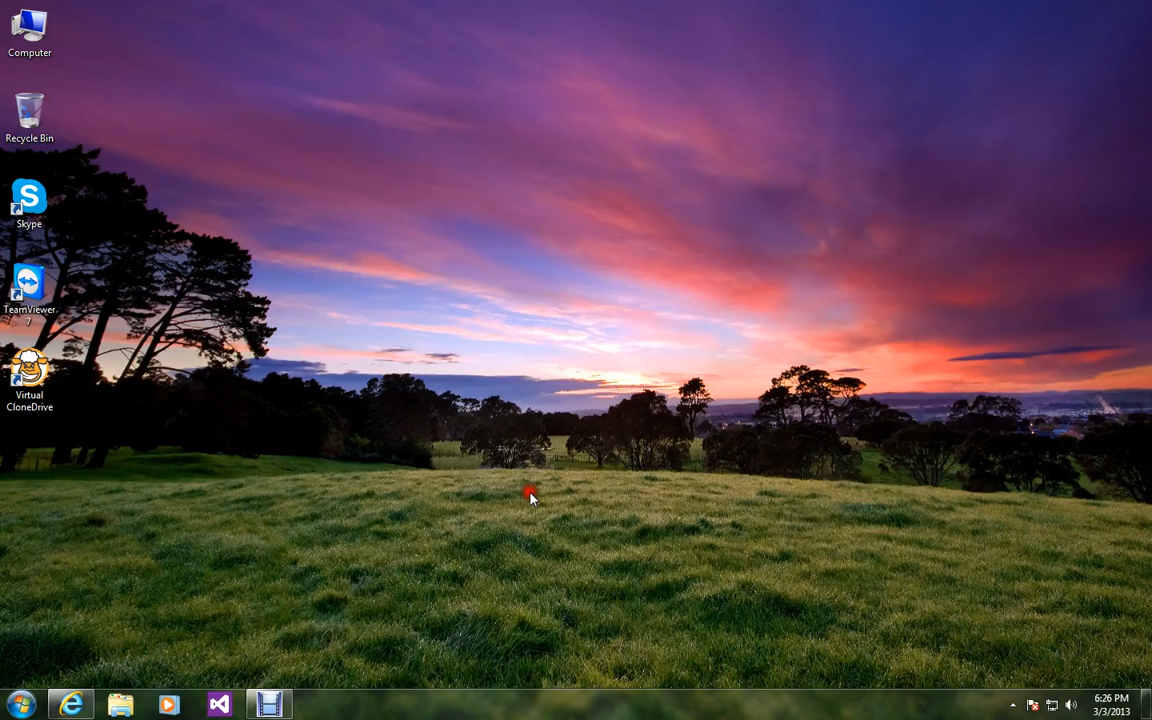 Computer
Recycle Bin
Skype
TeamViewer
7
Virtual
CloneDrive
6:26 PM
3/3/2013